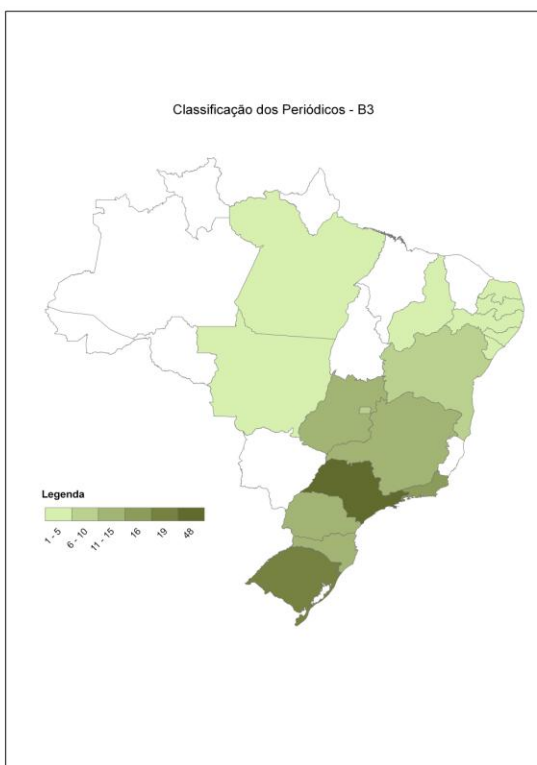 Classificação dos Periódicos - B3
Legenda
1 - 5
6 - 10
11 - 15
16
19
48